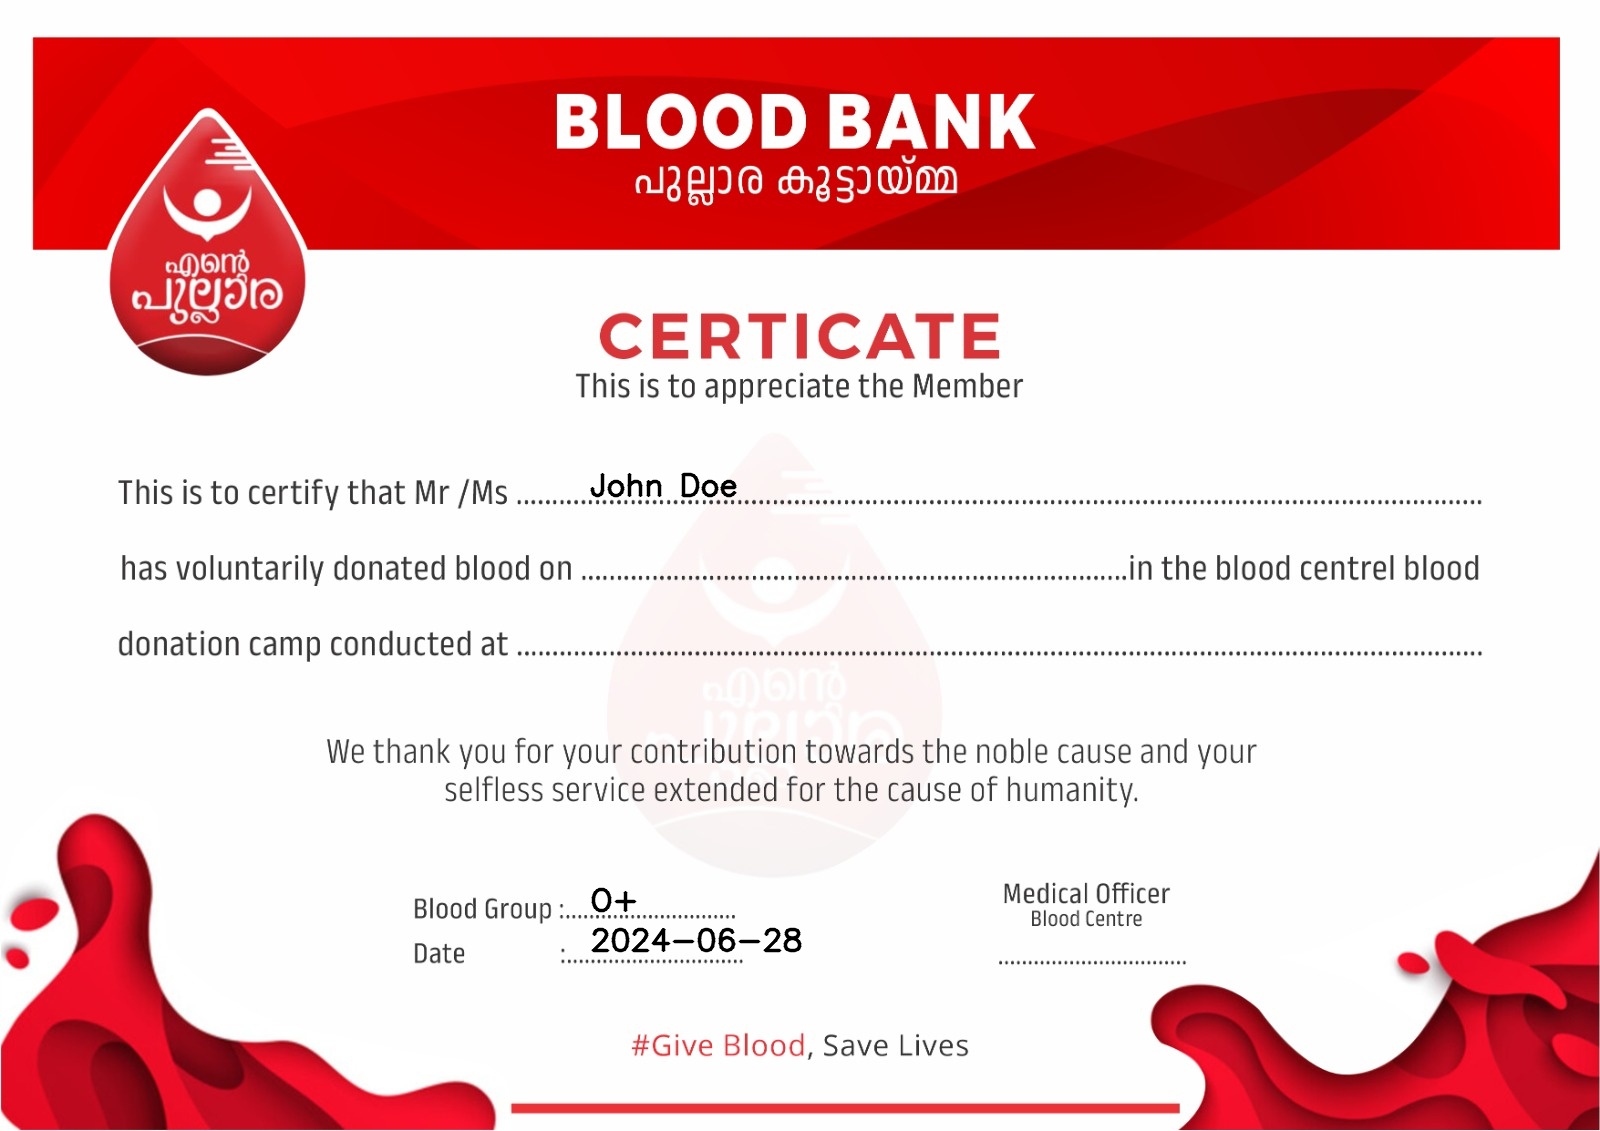 BLOOD BANK
പുല്ലാര കൂട്ടായ്മ്മ
എന്റെ
പുല്ലാര
CERTICATE
This is to appreciate the Member
This is to certify that Mr /Ms ..........John Doe..........
has voluntarily donated blood on ....................in the blood centrel blood
donation camp conducted at ....................
എന്റെ
പുല്ലാര
We thank you for your contribution towards the noble cause and your
selfless service extended for the cause of humanity.
Blood Group :.....O+..........
Date :.....2024-06-28
Medical Officer
Blood Centre
....................
#Give Blood, Save Lives